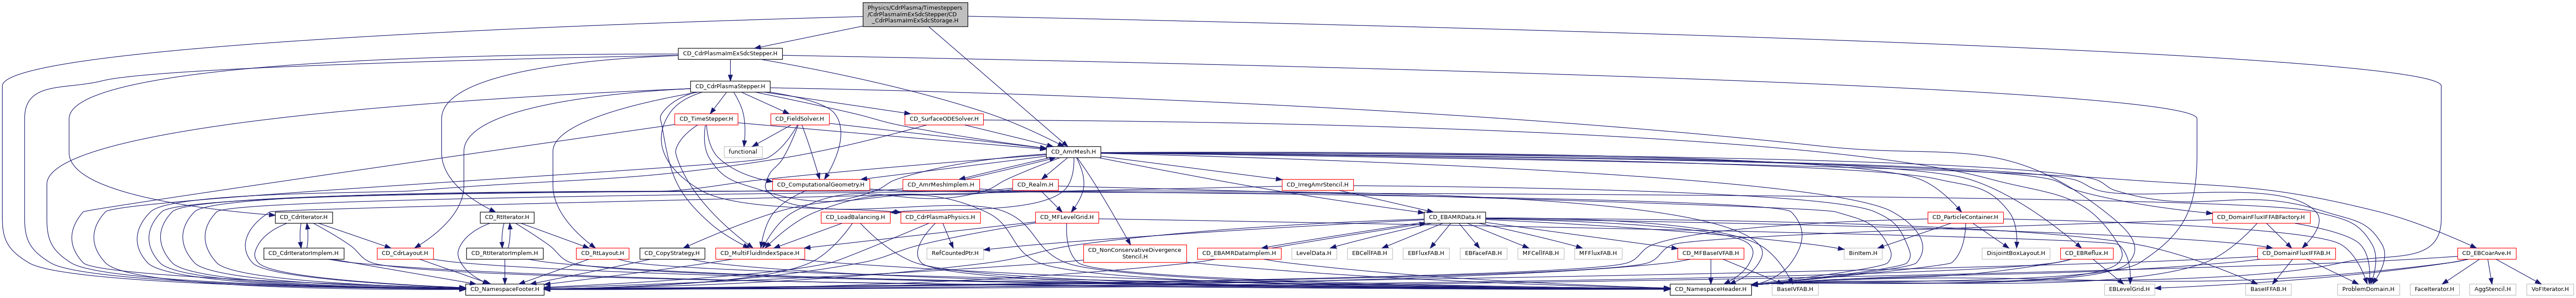 Physics/CdrPlasma/Timesteppers
/CdrPlasmaImExSdcStepper/CD
_CdrPlasmaImExSdcStorage.H
CD_CdrPlasmaImExSdcStepper.H
CD_CdrPlasmaStepper.H
CD_TimeStepper.H
CD_FieldSolver.H
CD_SurfaceODESolver.H
functional
CD_AmrMesh.H
CD_ComputationalGeometry.H
CD_AmrMeshImplem.H
CD_Realm.H
CD_IrregAmrStencil.H
CD_CdrIterator.H
CD_RtIterator.H
CD_LoadBalancing.H
CD_CdrPlasmaPhysics.H
CD_MFLevelGrid.H
CD_EBAMRData.H
CD_ParticleContainer.H
CD_DomainFluxIFFABFactory.H
CD_CdrIteratorImplem.H
CD_CdrLayout.H
CD_RtIteratorImplem.H
CD_RtLayout.H
CD_CopyStrategy.H
CD_MultiFluidIndexSpace.H
RefCountedPtr.H
CD_NonConservativeDivergence
Stencil.H
CD_EBAMRDataImplem.H
LevelData.H
EBCellFAB.H
EBFluxFAB.H
EBFaceFAB.H
MFCellFAB.H
MFFluxFAB.H
CD_MFBaseIVFAB.H
BinItem.H
DisjointBoxLayout.H
CD_EBReflux.H
CD_DomainFluxIFFAB.H
CD_EBCoarAve.H
CD_NamespaceFooter.H
CD_NamespaceHeader.H
BaseIVFAB.H
EBLevelGrid.H
BaseIFFAB.H
ProblemDomain.H
FaceIterator.H
AggStencil.H
VoFIterator.H